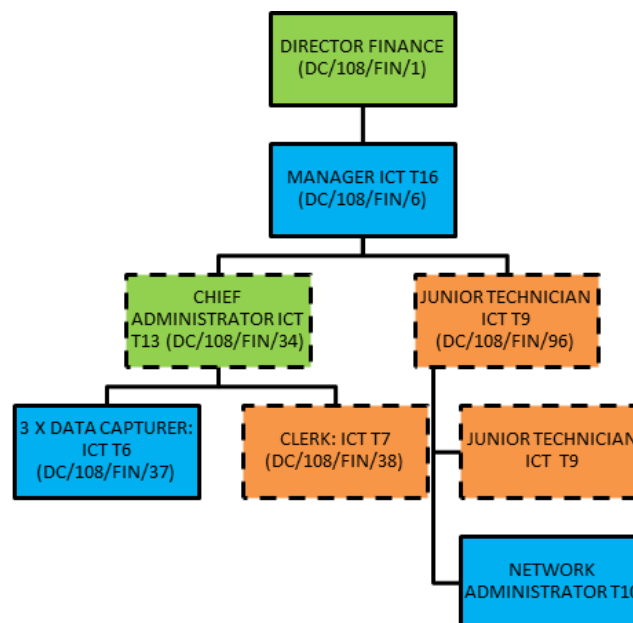 DIRECTOR FINANCE
(DC/108/FIN/1)
MANAGER ICT T16
(DC/108/FIN/6)
CHIEF
ADMINISTRATOR ICT
T13 (DC/108/FIN/34)
JUNIOR TECHNICIAN
ICT T9
(DC/108/FIN/96)
3 X DATA CAPTURER:
ICT T6
(DC/108/FIN/37)
CLERK: ICT T7
(DC/108/FIN/38)
JUNIOR TECHNICIAN
ICT T9
NETWORK
ADMINISTRATOR T10